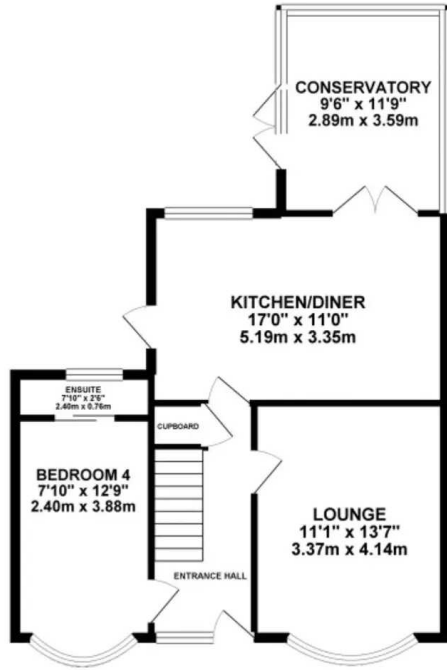 CONSERVATORY
9'6" x 11'9"
2.89m x 3.59m
KITCHEN/DINER
17'0" x 11'0"
5.19m x 3.35m
ENSUITE
7'10" x 2'6"
2.40m x 0.76m
CUPBOARD
BEDROOM 4
7'10" x 12'9"
2.40m x 3.88m
LOUNGE
11'1" x 13'7"
3.37m x 4.14m
ENTRANCE HALL